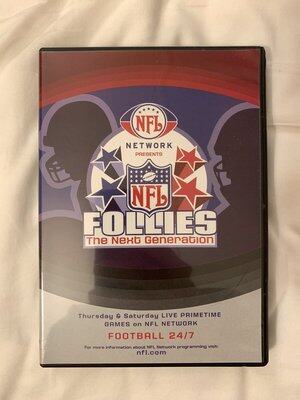 NFL
NETWORK
PRESENTS
NFL
FOLLIES
The Next Generation
Thursday & Saturday LIVE PRIMETIME
GAMES on NFL NETWORK
FOOTBALL 24/7
For more information about NFL Network programming visit:
nfl.com